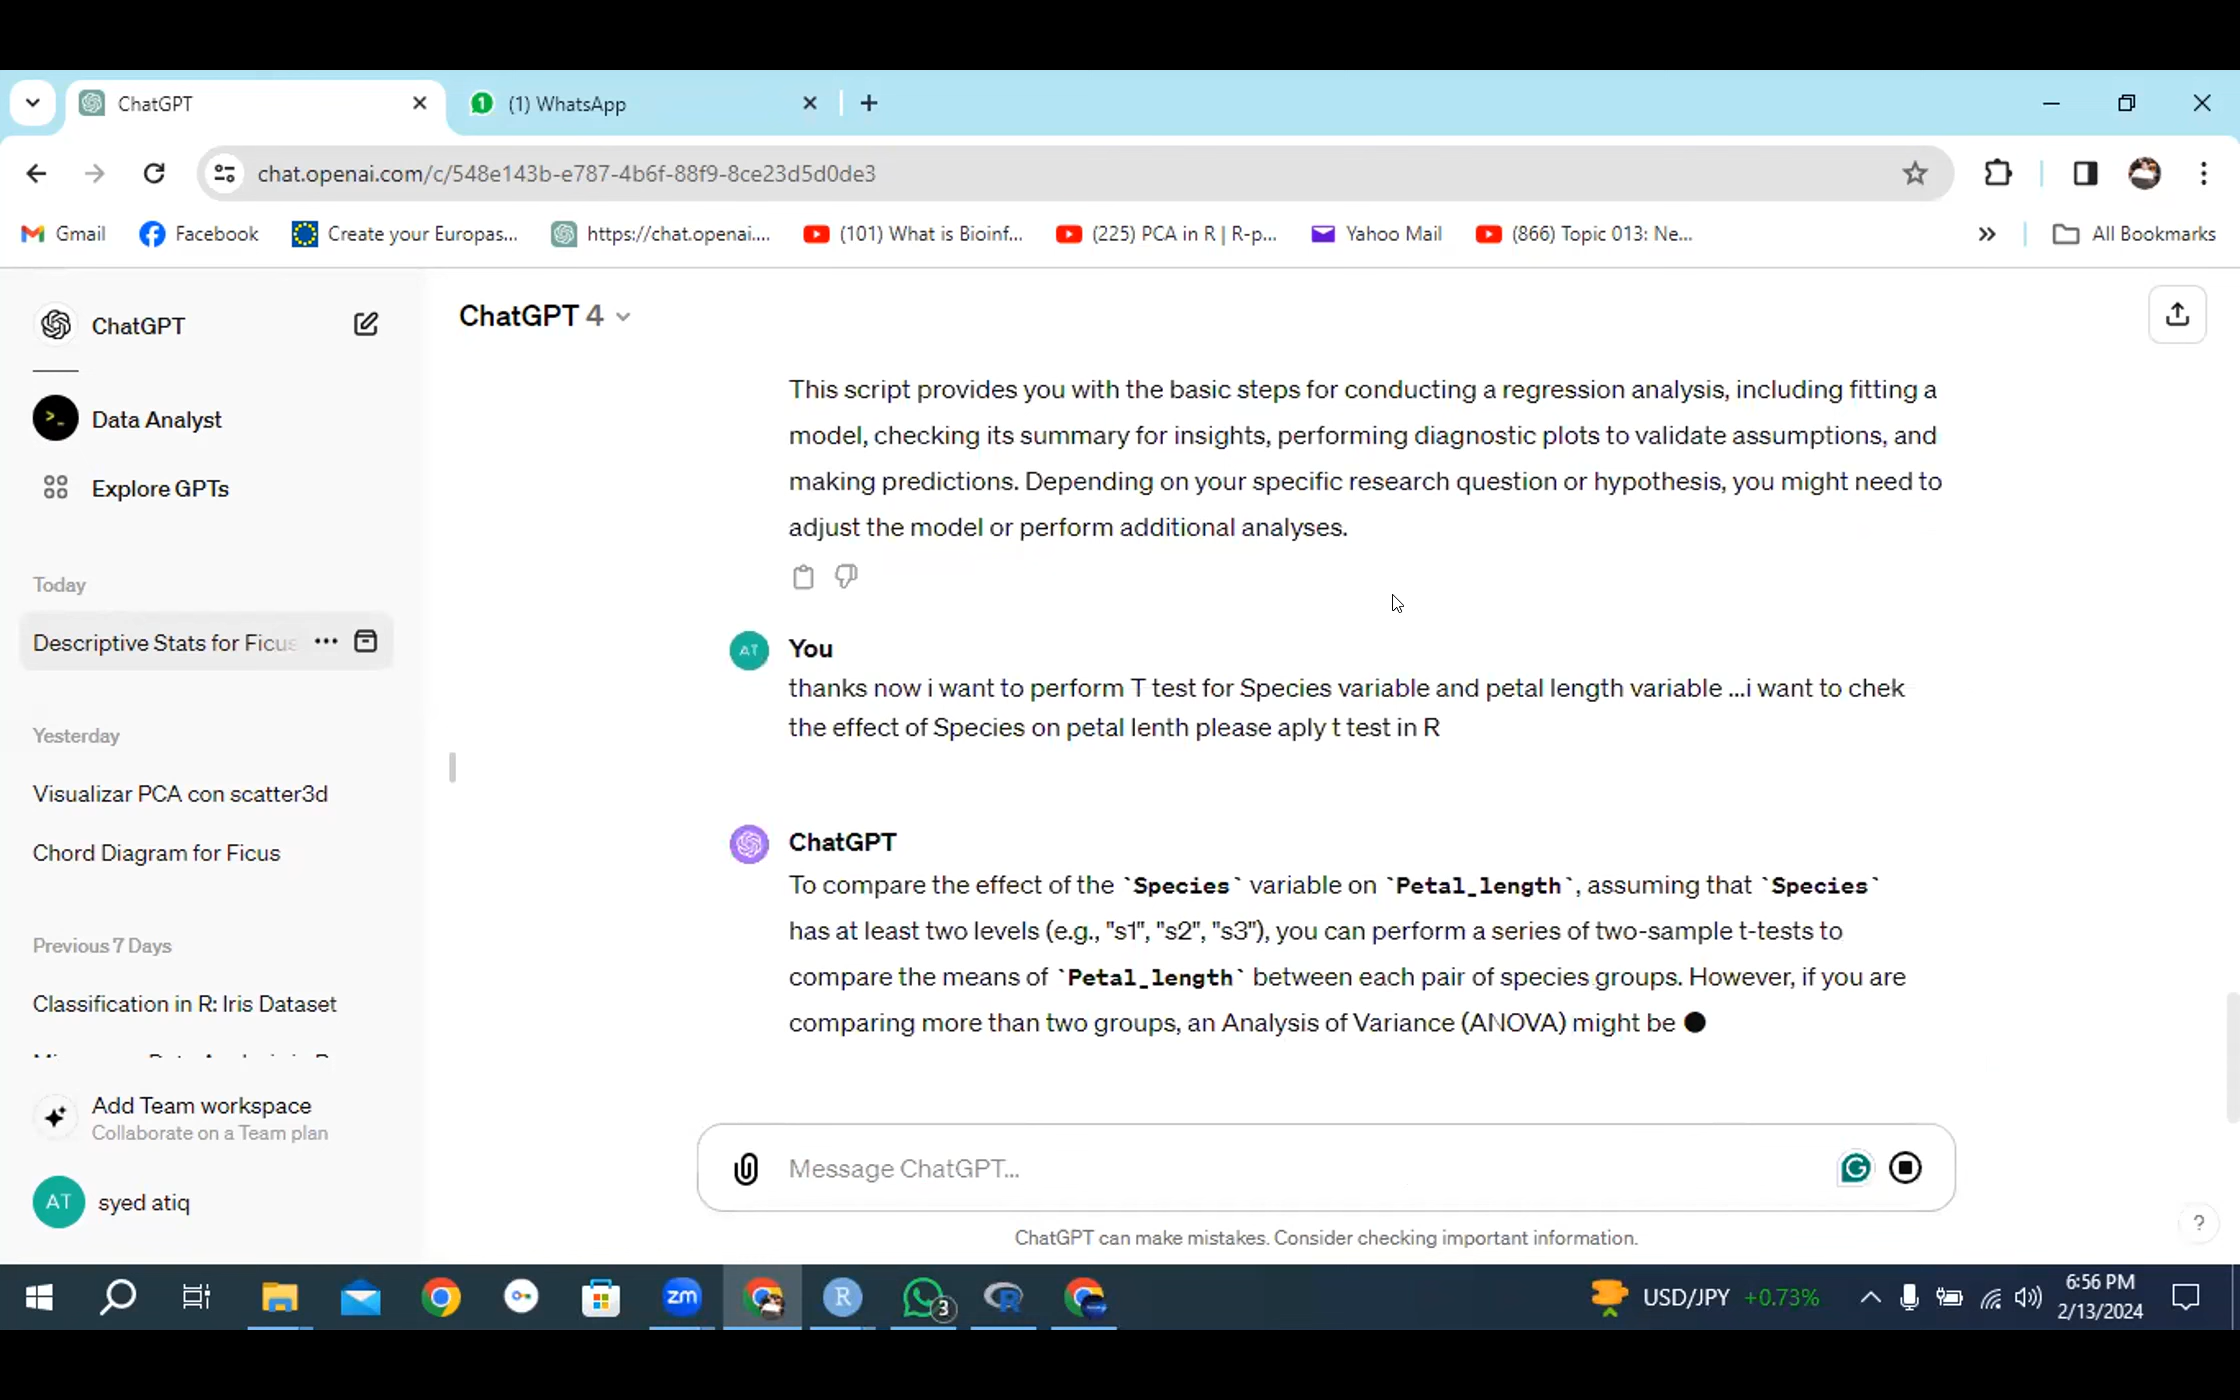 ChatGPT
1 (1) WhatsApp
chat.openai.com/c/548e143b-e787-4b6f-88f9-8ce23d5d0de3
Gmail Facebook Create your Europas... https://chat.openai.... (101) What is Bioinf... (225) PCA in R | R-p... Yahoo Mail (866) Topic 013: Ne... All Bookmarks
ChatGPT
Data Analyst
Explore GPTs
Today
Descriptive Stats for Ficus
Yesterday
Visualizar PCA con scatter3d
Chord Diagram for Ficus
Previous 7 Days
Classification in R: Iris Dataset
Add Team workspace
Collaborate on a Team plan
AT syed atiq
ChatGPT 4
This script provides you with the basic steps for conducting a regression analysis, including fitting a
model, checking its summary for insights, performing diagnostic plots to validate assumptions, and
making predictions. Depending on your specific research question or hypothesis, you might need to
adjust the model or perform additional analyses.
AT You
thanks now i want to perform T test for Species variable and petal length variable ...i want to chek
the effect of Species on petal lenth please aply t test in R
ChatGPT
To compare the effect of the `Species` variable on `Petal_length`, assuming that `Species`
has at least two levels (e.g., "s1", "s2", "s3"), you can perform a series of two-sample t-tests to
compare the means of `Petal_length` between each pair of species groups. However, if you are
comparing more than two groups, an Analysis of Variance (ANOVA) might be
Message ChatGPT...
ChatGPT can make mistakes. Consider checking important information.
?
zm R 3 R
USD/JPY +0.73%
6:56 PM
2/13/2024